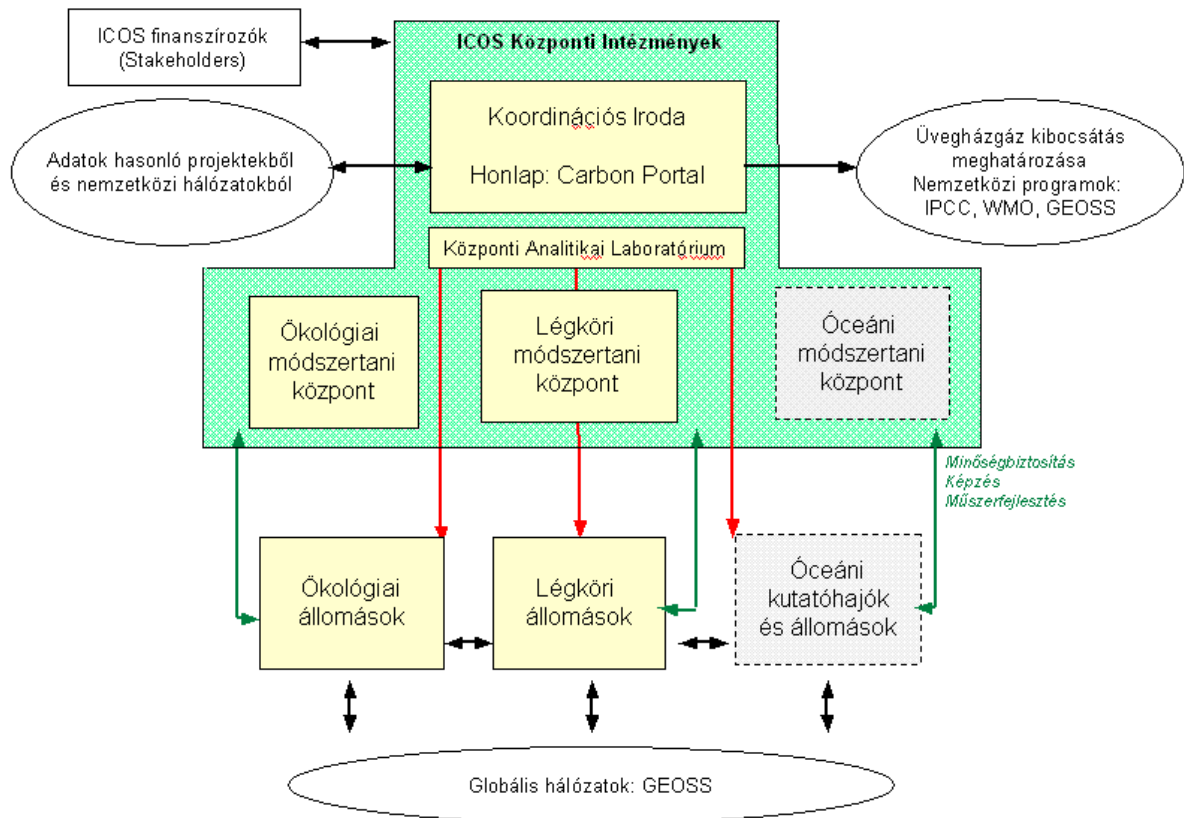 ICOS finanszírozók
(Stakeholders)
ICOS Központi Intézmények
Koordinációs Iroda
Honlap: Carbon Portal
Adatok hasonló projektekből
és nemzetközi hálózatokból
Üvegházgáz kibocsátás
meghatározása
Nemzetközi programok:
IPCC, WMO, GEOSS
Központi Analitikai Laboratórium
Ökológiai
módszertani
központ
Légköri
módszertani
központ
Óceáni
módszertani
központ
Minőségbiztosítás
Képzés
Műszerfejlesztés
Ökológiai
állomások
Légköri
állomások
Óceáni
kutatóhajók
és állomások
Globális hálózatok: GEOSS